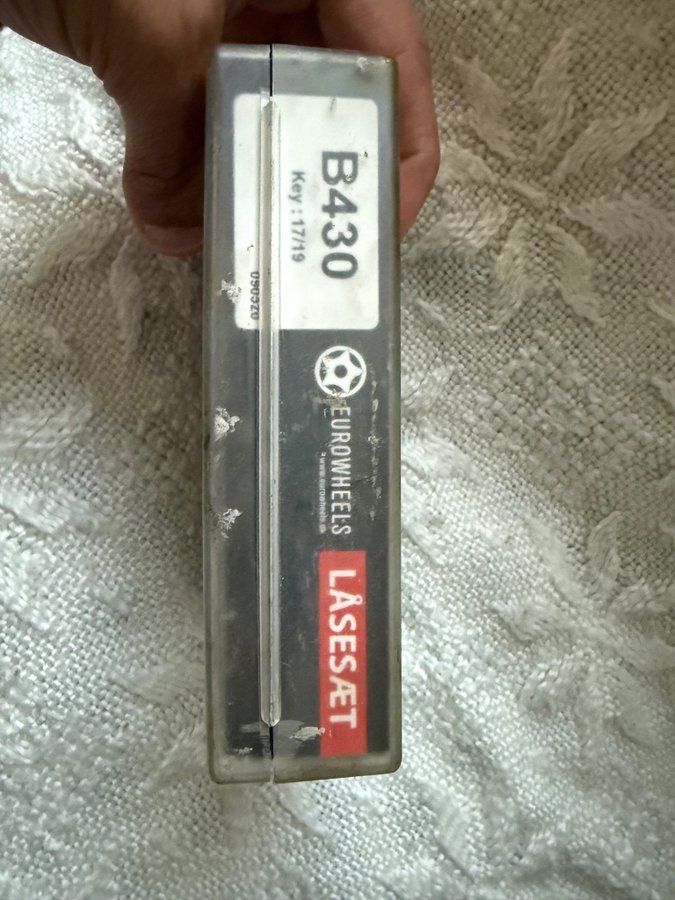 B430
Key : 17/19
090320
EUROWHEELS
LÅSESÆT